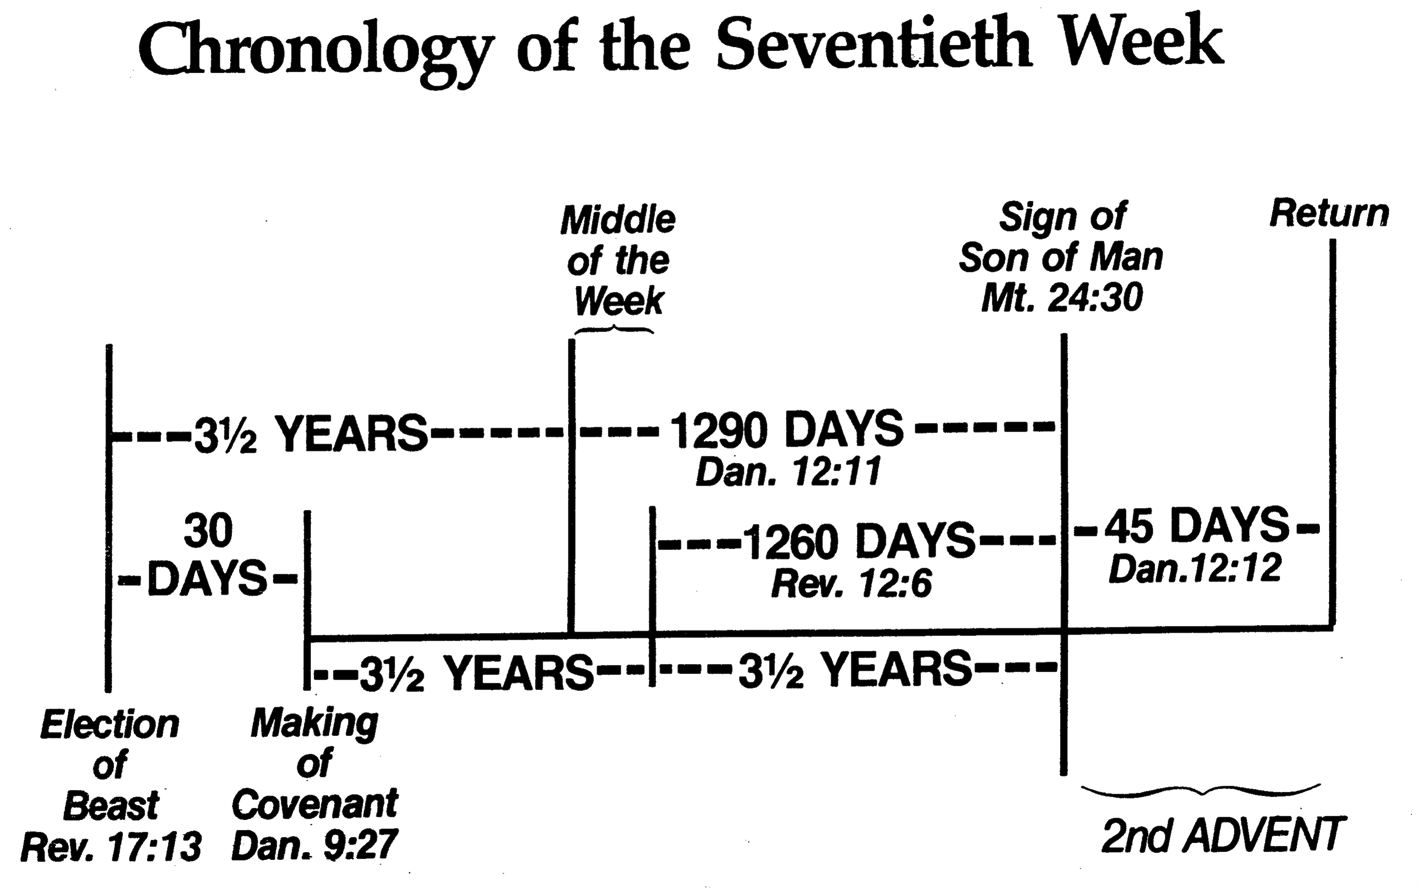 Chronology of the Seventieth Week
Middle
of the
Week
Sign of
Son of Man
Mt. 24:30
Return
3½ YEARS
1290 DAYS
Dan. 12:11
30
DAYS
1260 DAYS
Rev. 12:6
45 DAYS
Dan.12:12
3½ YEARS
3½ YEARS
Election
of
Beast
Rev. 17:13
Making
of
Covenant
Dan. 9:27
2nd ADVENT